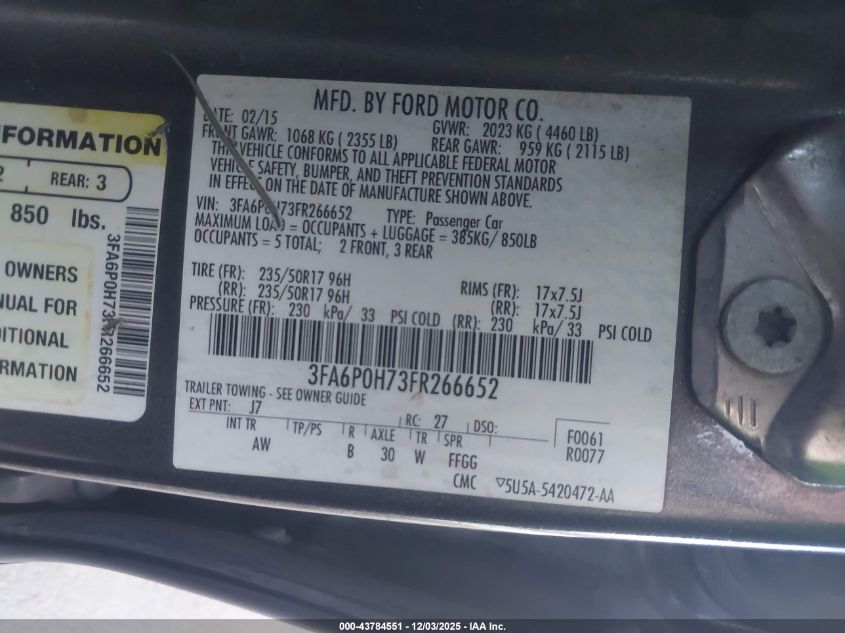 FORMATION
2 REAR: 3
850 lbs.
OWNERS
NUAL FOR
DITIONAL
ORMATION
3FA6P0H73FR266652
MFD. BY FORD MOTOR CO.
DATE: 02/15 GVWR: 2023 KG ( 4460 LB)
FRONT GAWR: 1068 KG ( 2355 LB) REAR GAWR: 959 KG ( 2115 LB)
THIS VEHICLE CONFORMS TO ALL APPLICABLE FEDERAL MOTOR
VEHICLE SAFETY, BUMPER, AND THEFT PREVENTION STANDARDS
IN EFFECT ON THE DATE OF MANUFACTURE SHOWN ABOVE.
VIN: 3FA6P0H73FR266652 TYPE: Passenger Car
MAXIMUM LOAD = OCCUPANTS + LUGGAGE = 385KG/ 850LB
OCCUPANTS = 5 TOTAL; 2 FRONT, 3 REAR
TIRE (FR): 235/50R17 96H RIMS (FR): 17x7.5J
(RR): 235/50R17 96H (RR): 17x7.5J
PRESSURE (FR): 230 kPa/ 33 PSI COLD (RR): 230 kPa/ 33 PSI COLD
3FA6P0H73FR266652
TRAILER TOWING - SEE OWNER GUIDE
EXT PNT: J7 RC: 27 DSO: F0061
INT TR TP/PS R AXLE TR SPR R0077
AW B 30 W FFGG
CMC ▽5U5A-5420472-AA
000-43784551 - 12/03/2025 - IAA Inc.